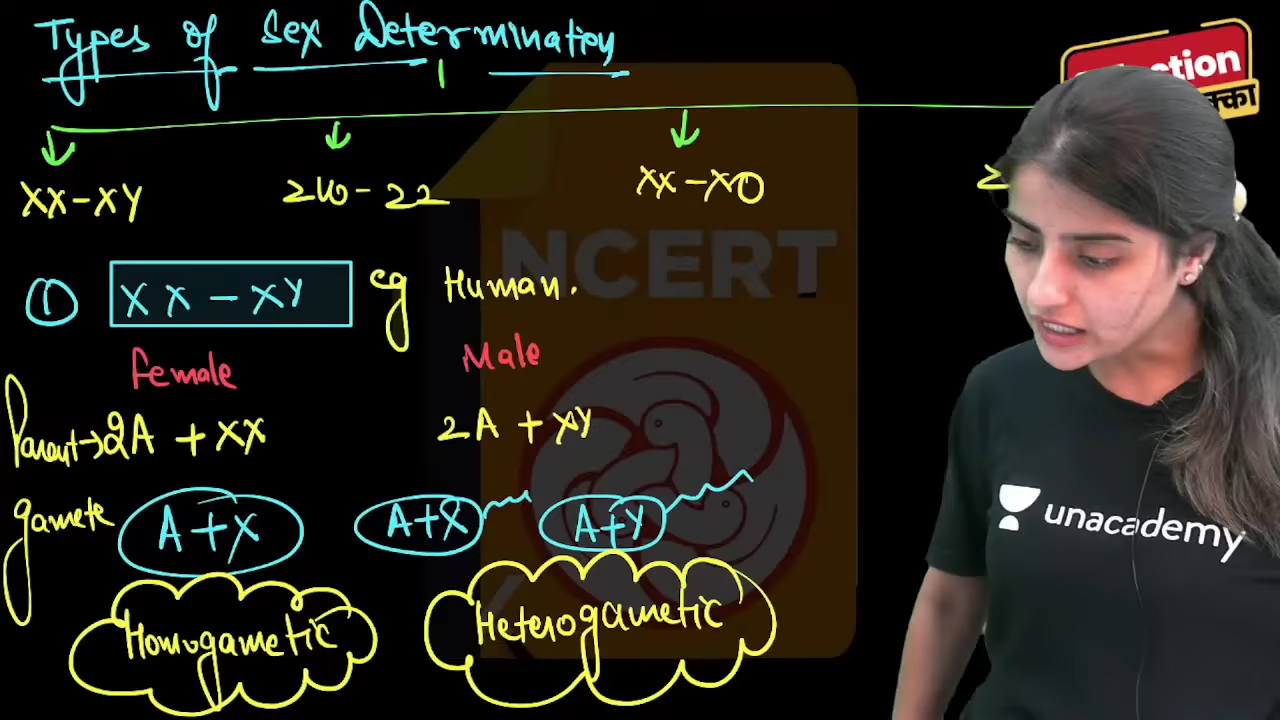 Types of Sex Determination
XX-XY ZW-ZZ XX-XO
① XX-XY eg Human.
Female Male
Parent→2A + XX 2A + XY
gamete A+X A+X A+Y
Homogametic Heterogametic
NCERT
unacademy